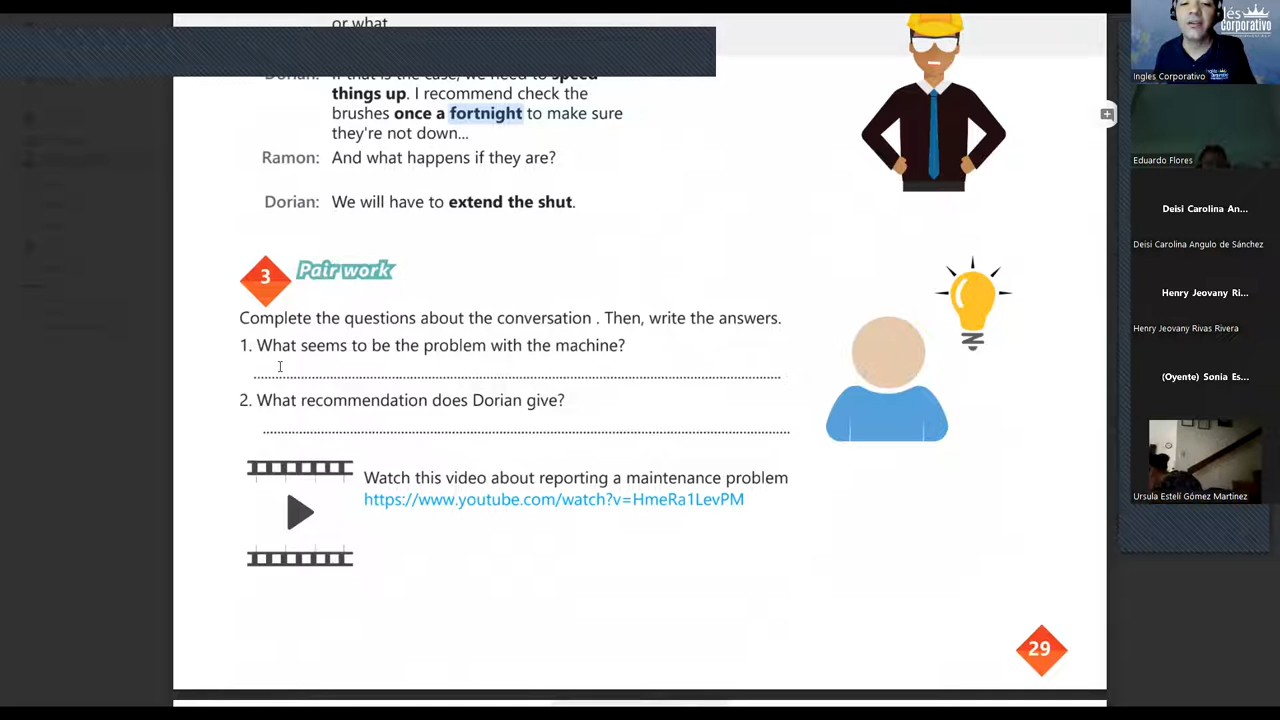 or what
Dorian: If that is the case, we need to speed
things up. I recommend check the
brushes once a fortnight to make sure
they're not down...
Ramon: And what happens if they are?
Dorian: We will have to extend the shut.
3 Pair work
Complete the questions about the conversation . Then, write the answers.
1. What seems to be the problem with the machine?
2. What recommendation does Dorian give?
Watch this video about reporting a maintenance problem
https://www.youtube.com/watch?v=HmeRa1LevPM
29
lés
corporativo
Ingles Corporativo
Eduardo Flores
Deisi Carolina An...
Deisi Carolina Angulo de Sánchez
Henry Jeovany Ri...
Henry Jeovany Rivas Rivera
(Oyente) Sonia Es...
Ursula Estelí Gómez Martinez